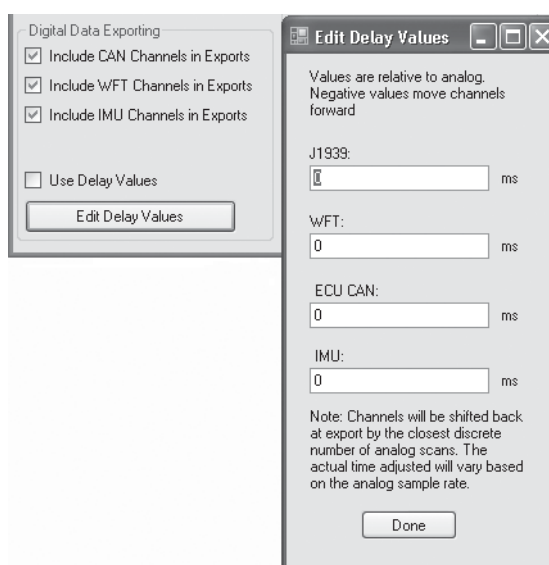 Digital Data Exporting
Include CAN Channels in Exports
Include WFT Channels in Exports
Include IMU Channels in Exports
Use Delay Values
Edit Delay Values
Edit Delay Values
Values are relative to analog.
Negative values move channels
forward
J1939:
0 ms
WFT:
0 ms
ECU CAN:
0 ms
IMU:
0 ms
Note: Channels will be shifted back
at export by the closest discrete
number of analog scans. The
actual time adjusted will vary based
on the analog sample rate.
Done